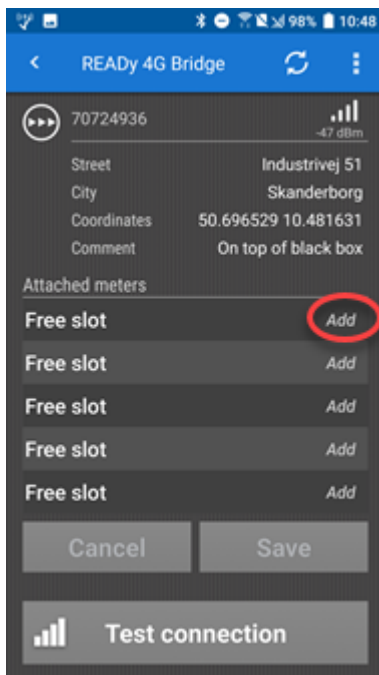 98% 10:48
READy 4G Bridge
70724936
-47 dBm
Street Industrivej 51
City Skanderborg
Coordinates 50.696529 10.481631
Comment On top of black box
Attached meters
Free slot Add
Free slot Add
Free slot Add
Free slot Add
Free slot Add
Cancel Save
Test connection